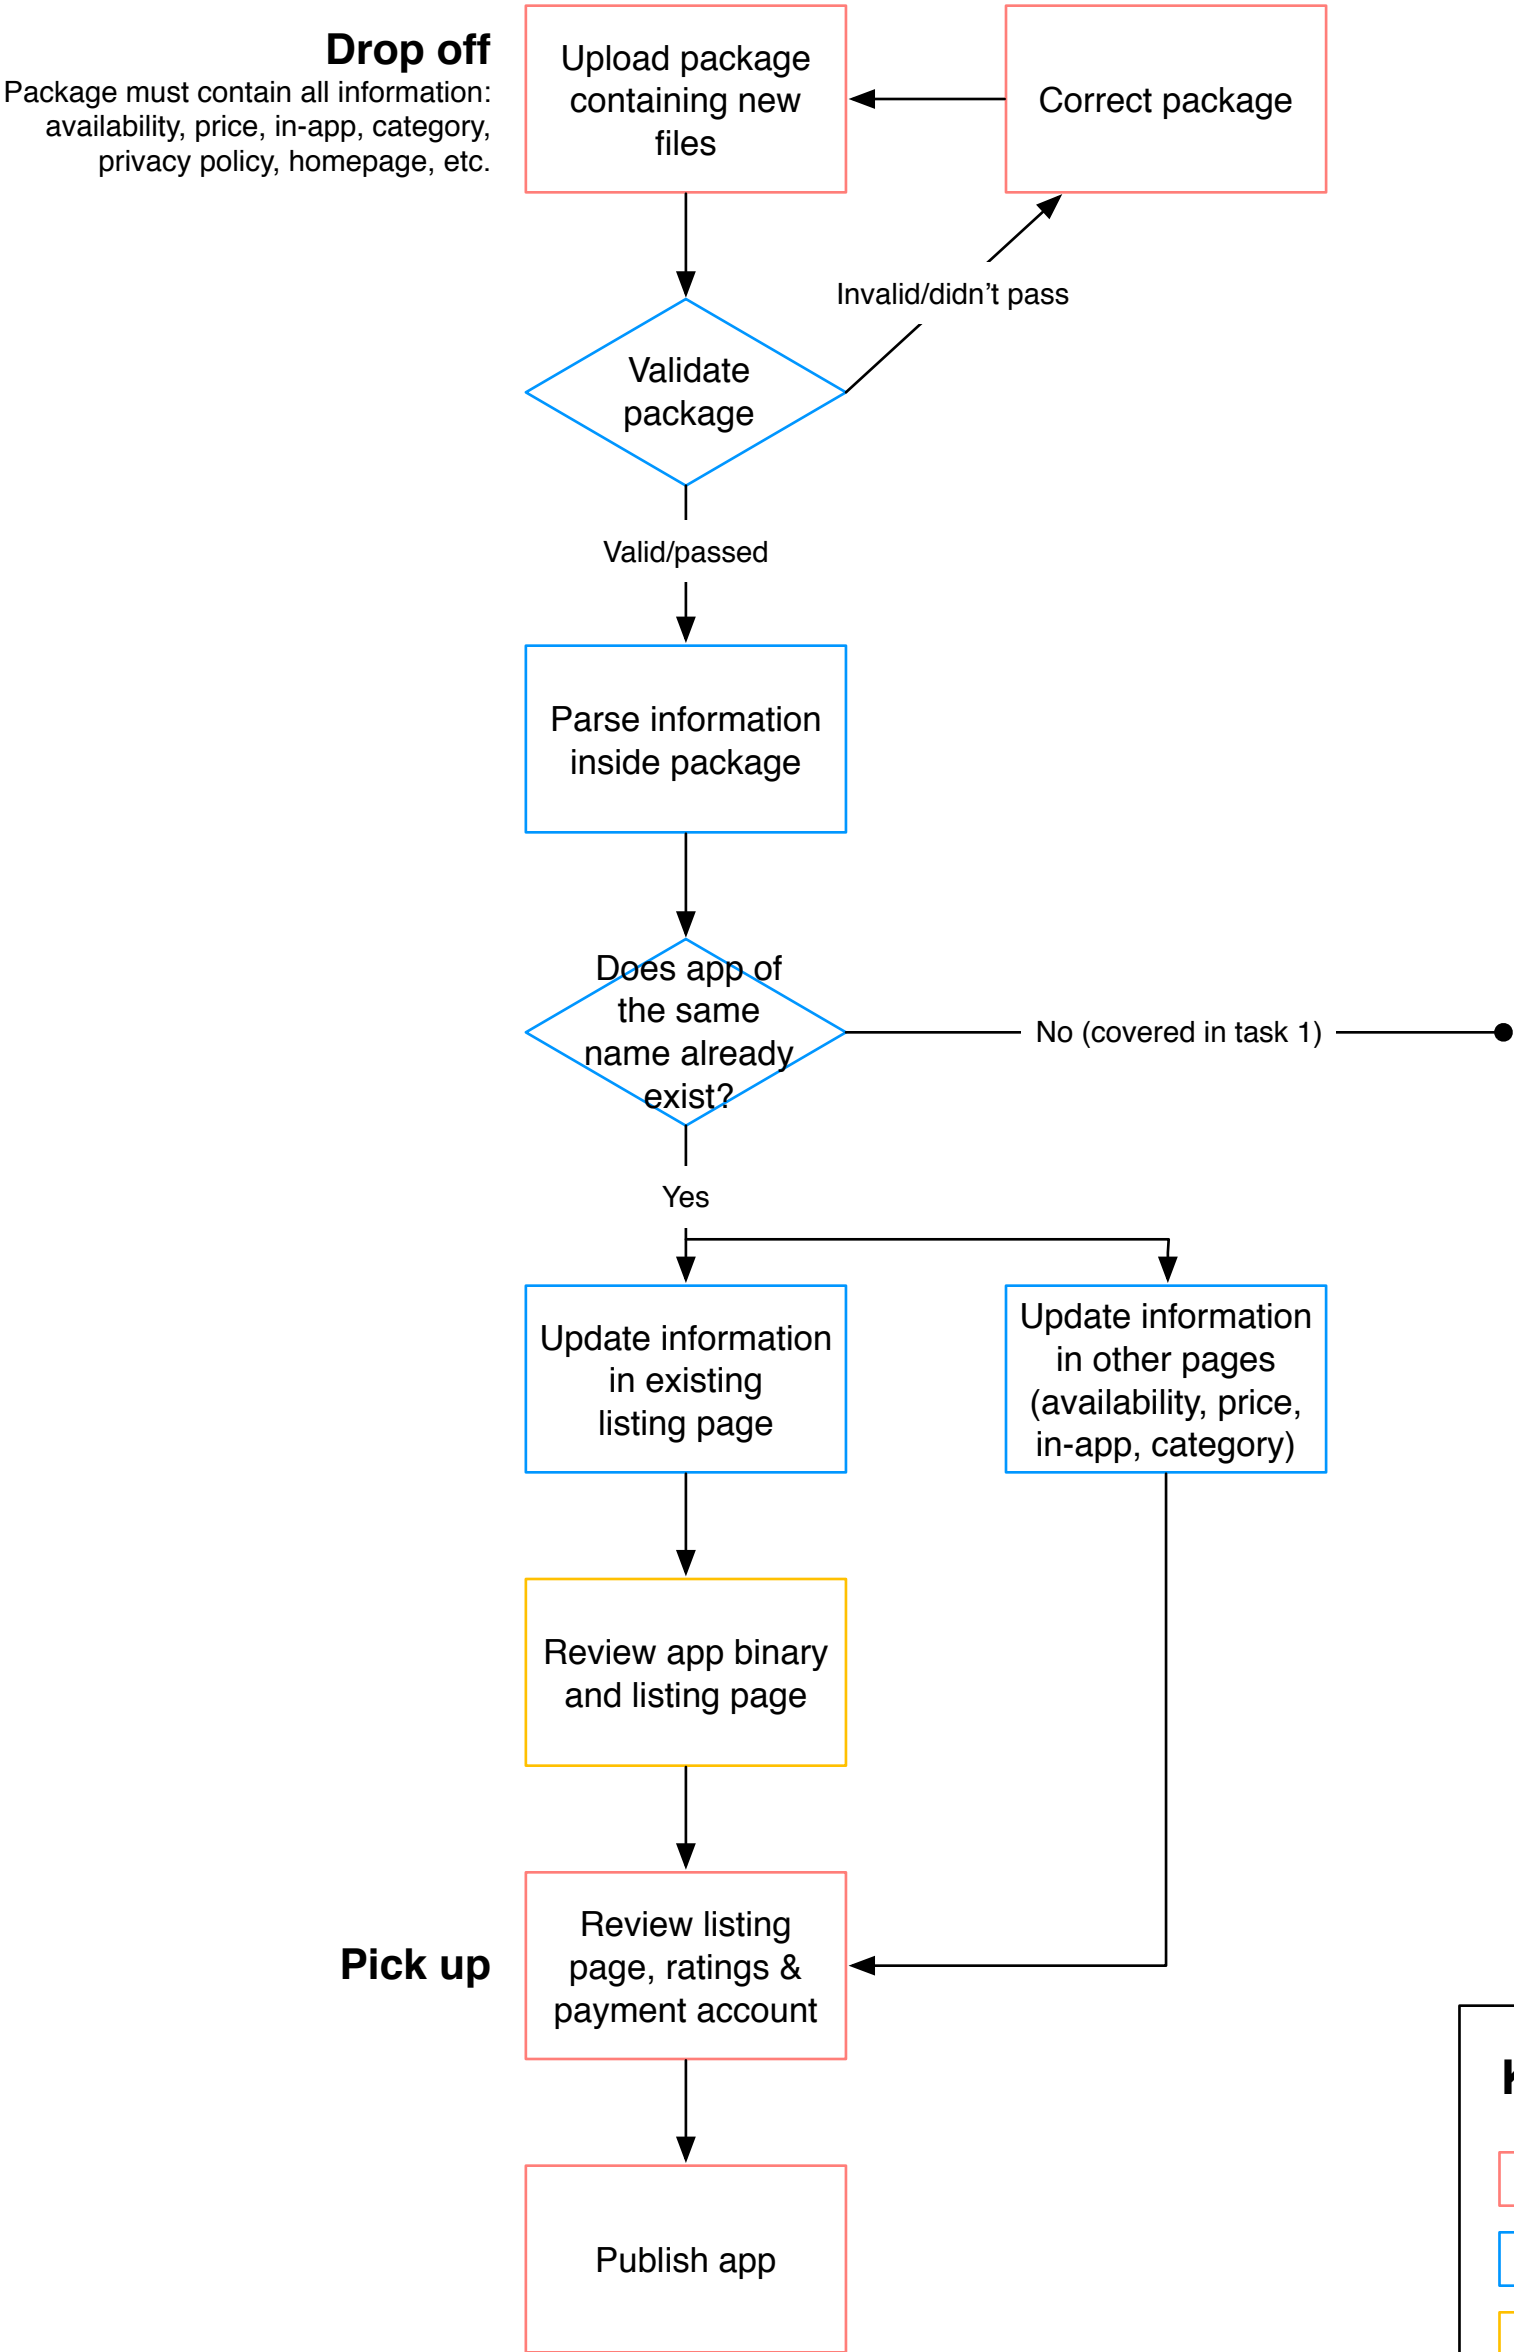 Drop off
Package must contain all information:
availability, price, in-app, category,
privacy policy, homepage, etc.
Upload package
containing new
files
Correct package
Invalid/didn’t pass
Validate
package
Valid/passed
Parse information
inside package
Does app of
the same
name already
exist?
No (covered in task 1)
Yes
Update information
in existing
listing page
Update information
in other pages
(availability, price,
in-app, category)
Review app binary
and listing page
Pick up
Review listing
page, ratings &
payment account
Publish app